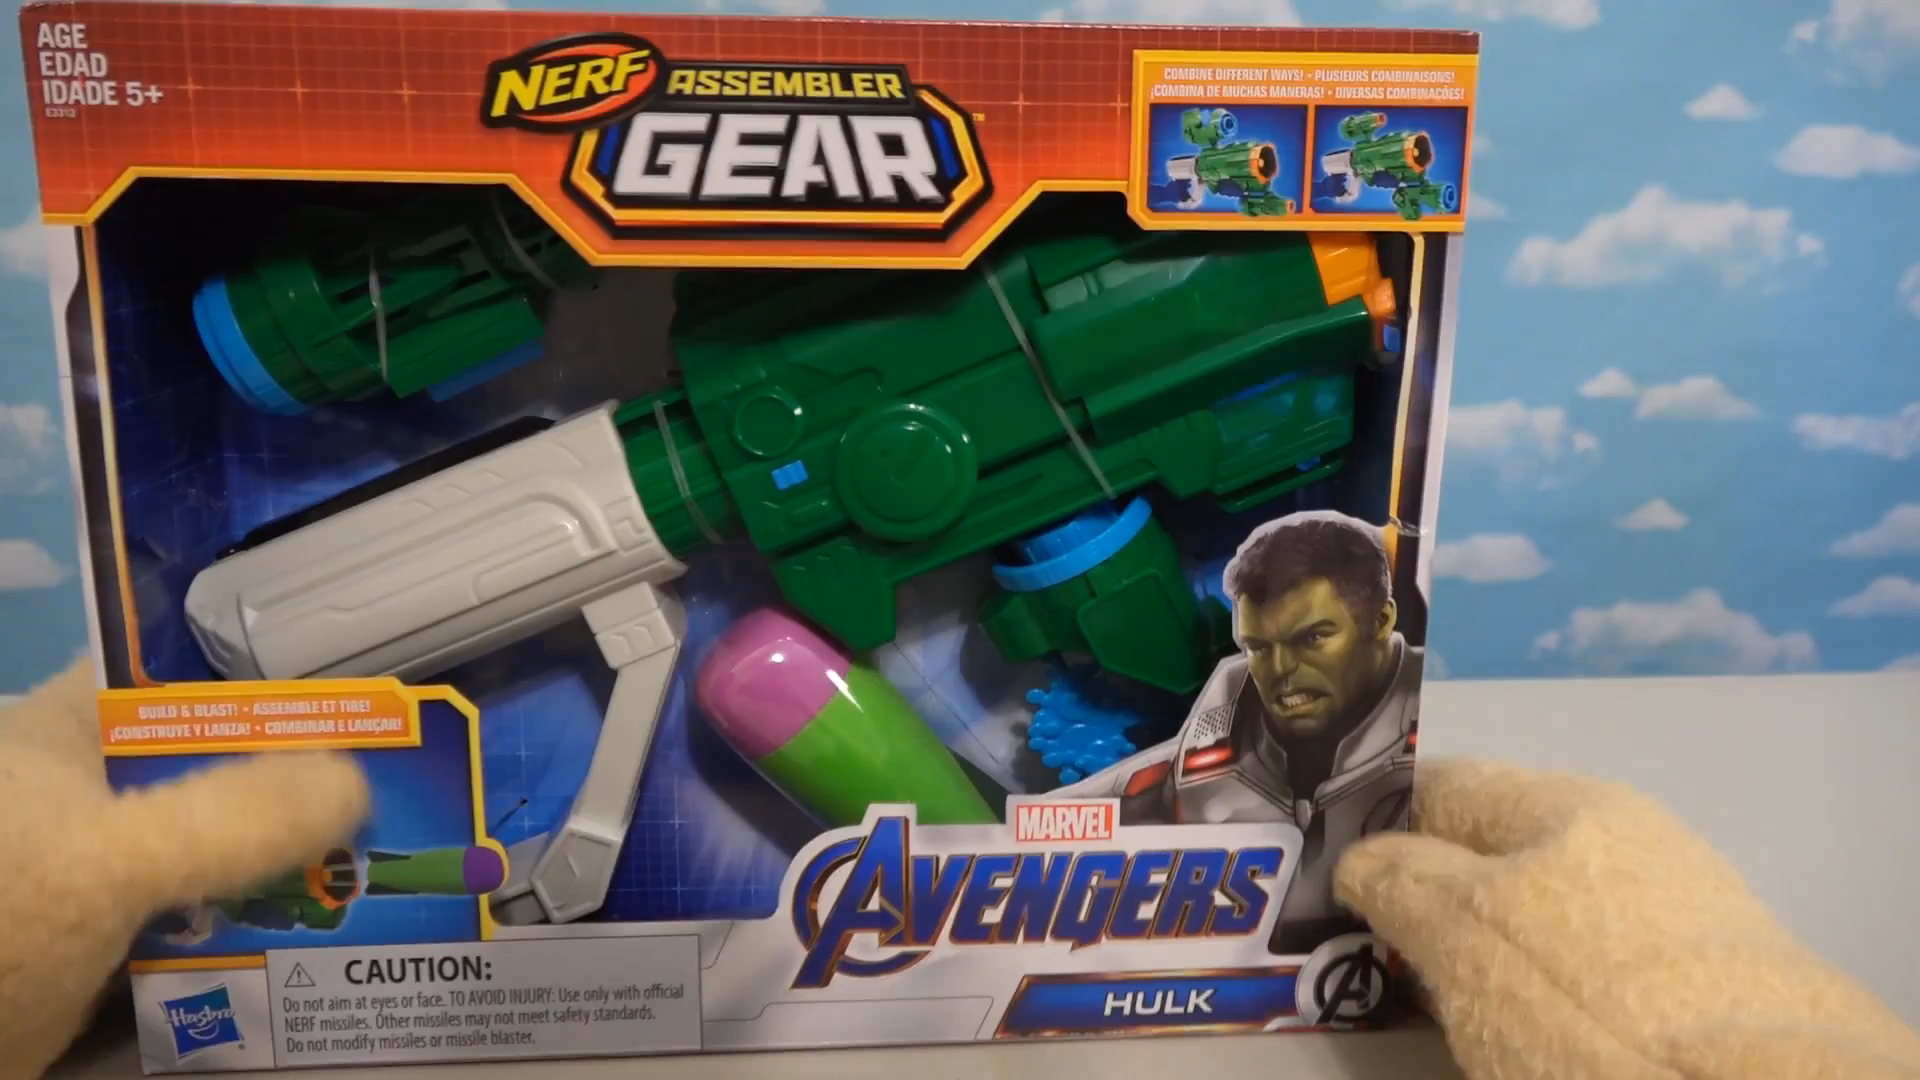 AGE
EDAD
IDADE 5+
E3312
NERF ASSEMBLER
GEAR™
COMBINE DIFFERENT WAYS! • PLUSIEURS COMBINAISONS!
¡COMBINA DE MUCHAS MANERAS! • DIVERSAS COMBINAÇÕES!
BUILD & BLAST! • ASSEMBLE ET TIRE!
¡CONSTRUYE Y LANZA! • COMBINAR E LANÇAR!
MARVEL
AVENGERS
HULK
Hasbro
CAUTION:
Do not aim at eyes or face. TO AVOID INJURY: Use only with official
NERF missiles. Other missiles may not meet safety standards.
Do not modify missiles or missile blaster.